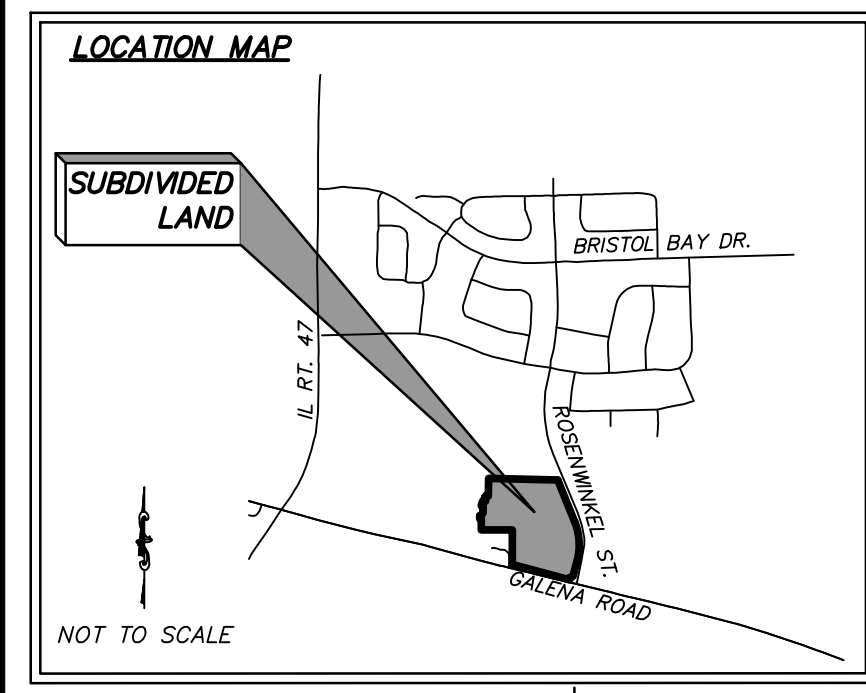 LOCATION MAP
SUBDIVIDED
LAND
BRISTOL BAY DR.
IL RT. 47
ROSENWINKEL ST.
GALENA ROAD
NOT TO SCALE